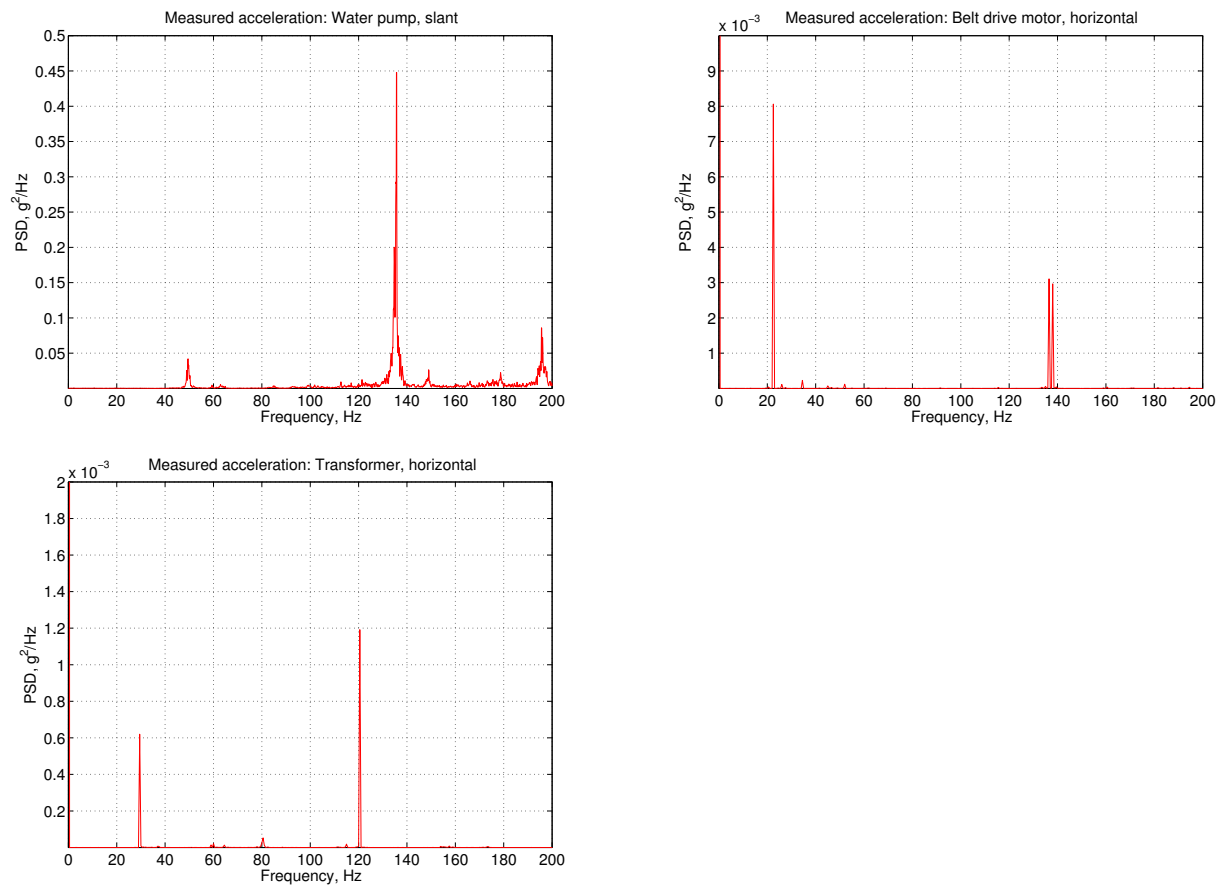 Measured acceleration: Water pump, slant
PSD, g²/Hz
0.5
0.45
0.4
0.35
0.3
0.25
0.2
0.15
0.1
0.05
0 20 40 60 80 100 120 140 160 180 200
Frequency, Hz
Measured acceleration: Belt drive motor, horizontal
x 10⁻³
PSD, g²/Hz
9
8
7
6
5
4
3
2
1
0 20 40 60 80 100 120 140 160 180 200
Frequency, Hz
Measured acceleration: Transformer, horizontal
x 10⁻³
PSD, g²/Hz
2
1.8
1.6
1.4
1.2
1
0.8
0.6
0.4
0.2
0 20 40 60 80 100 120 140 160 180 200
Frequency, Hz